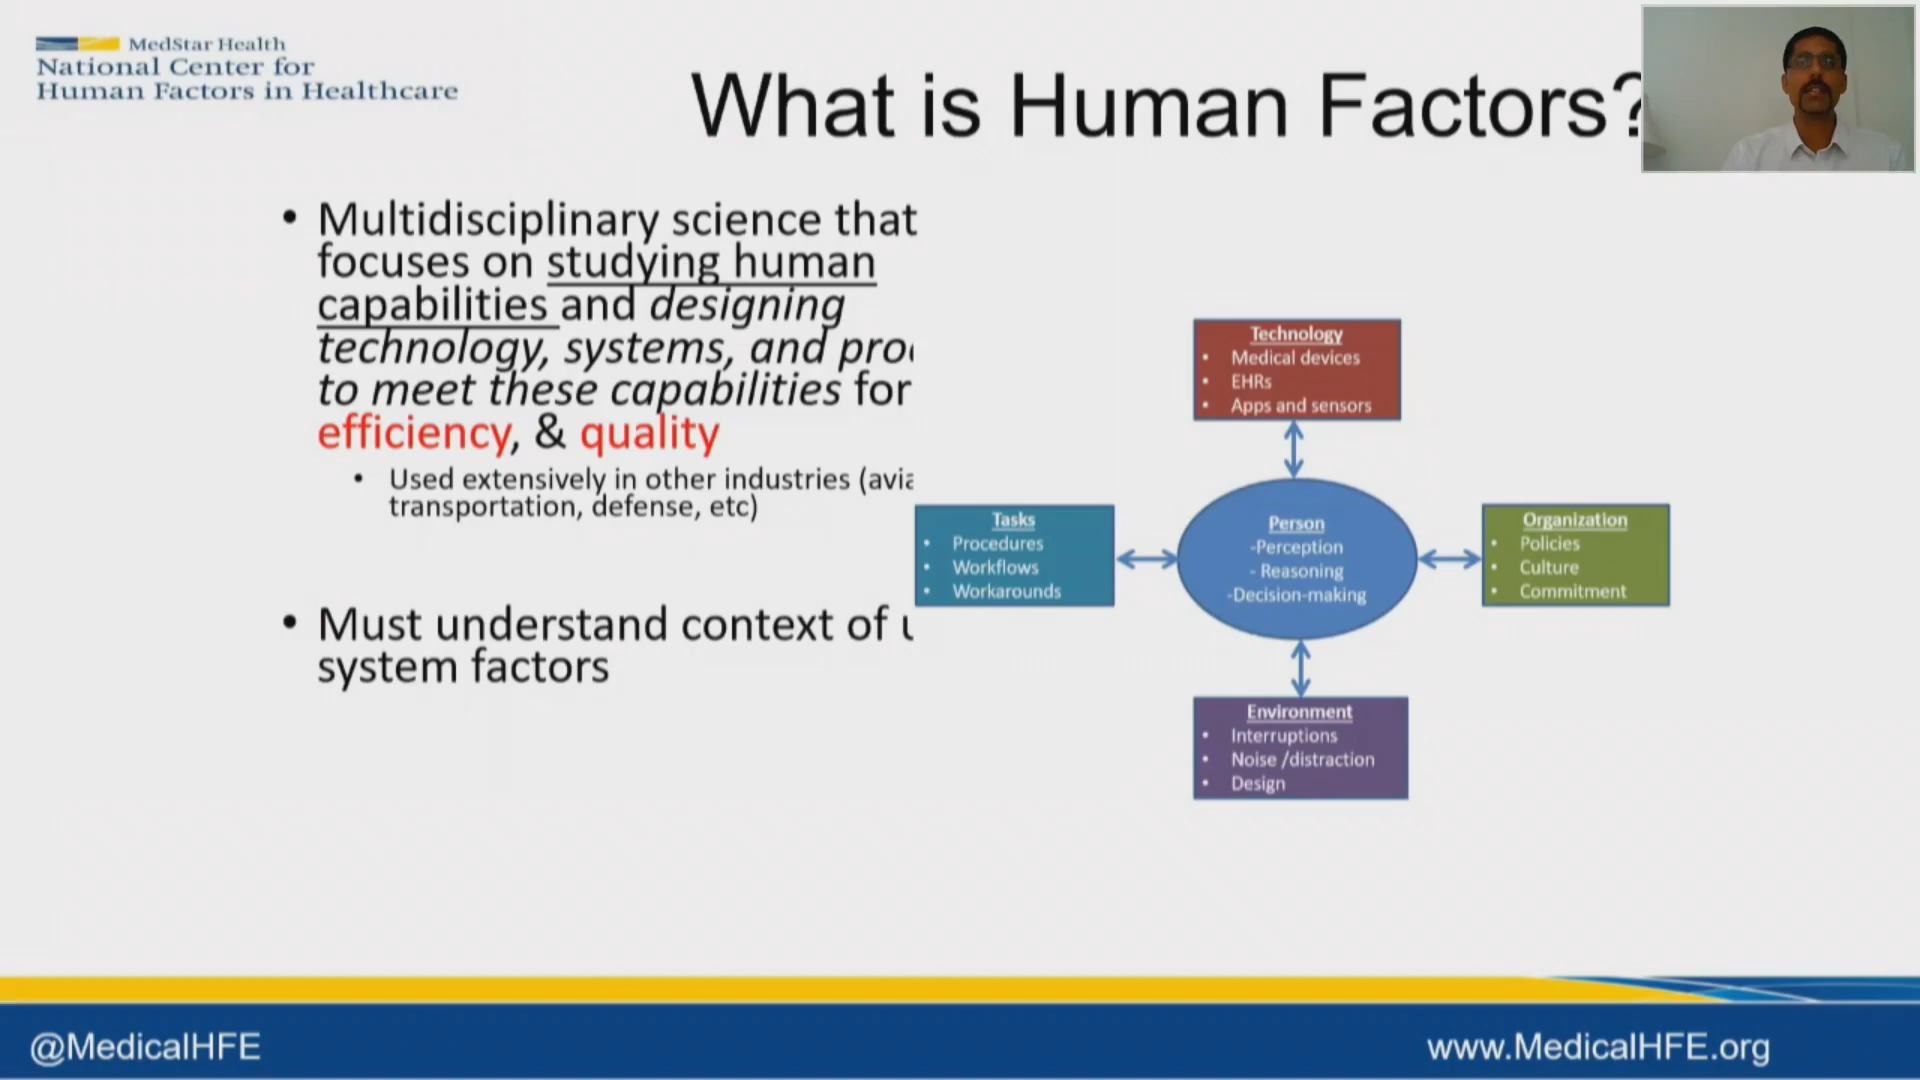 MedStar Health
National Center for
Human Factors in Healthcare
What is Human Factors?
• Multidisciplinary science that
focuses on studying human
capabilities and designing
technology, systems, and
to meet these capabilities for
efficiency, & quality
• Used extensively in other industries
transportation, defense, etc)
• Must understand context of
system factors
Technology
• Medical devices
• EHRs
• Apps and sensors
Tasks
• Procedures
• Workflows
• Workarounds
Person
-Perception
- Reasoning
-Decision-making
Organization
• Policies
• Culture
• Commitment
Environment
• Interruptions
• Noise /distraction
• Design
@MedicalHFE
www.MedicalHFE.org